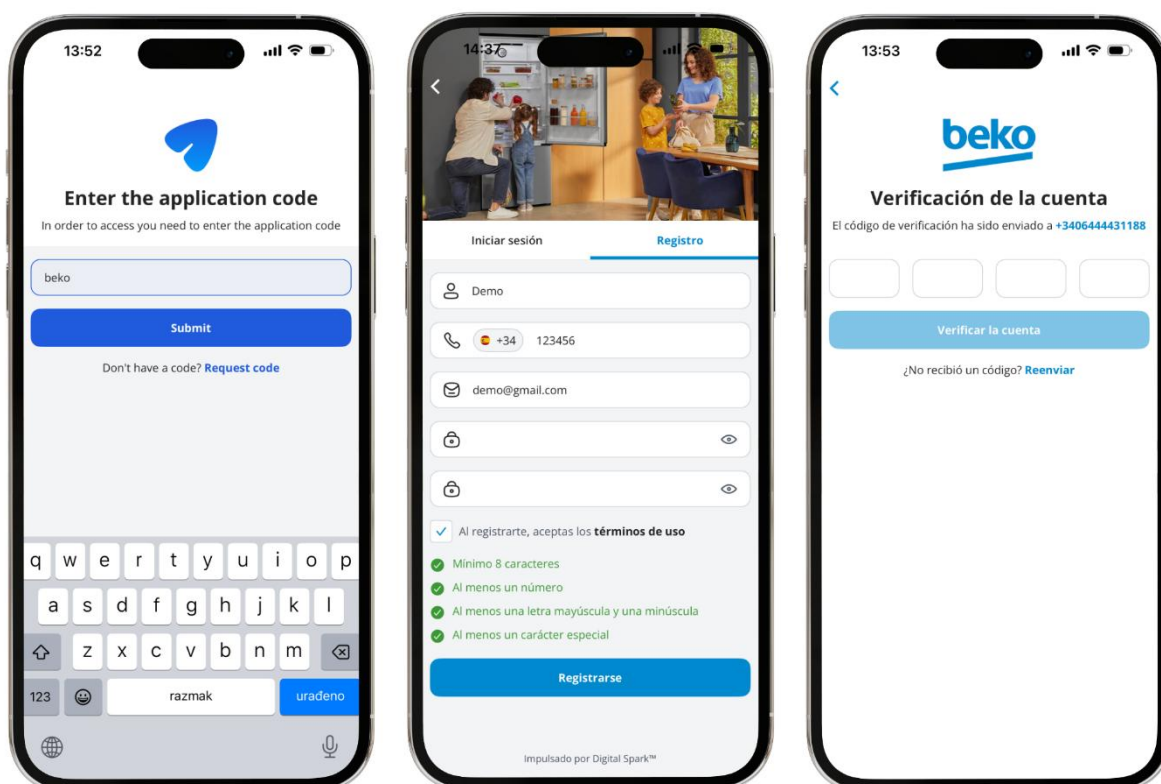 13:52
Enter the application code
In order to access you need to enter the application code
beko
Submit
Don't have a code? Request code
q w e r t y u i o p
a s d f g h j k l
z x c v b n m
123 razmak urađeno
14:37
Iniciar sesión Registro
Demo
+34 123456
demo@gmail.com
Al registrarte, aceptas los términos de uso
Mínimo 8 caracteres
Al menos un número
Al menos una letra mayúscula y una minúscula
Al menos un carácter especial
Registrarse
Impulsado por Digital Spark™
13:53
beko
Verificación de la cuenta
El código de verificación ha sido enviado a +3406444431188
Verificar la cuenta
¿No recibió un código? Reenviar